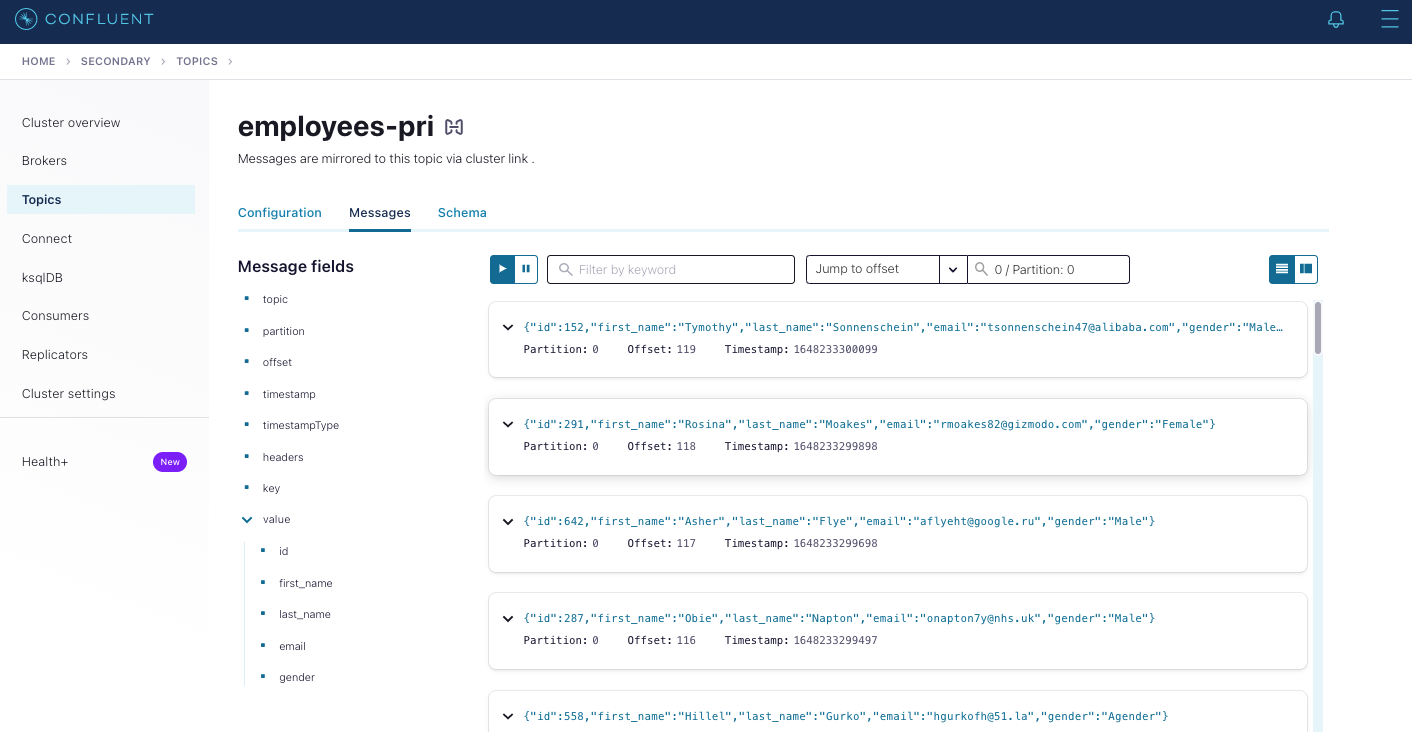 CONFLUENT
HOME > SECONDARY > TOPICS >
Cluster overview
Brokers
Topics
Connect
ksqlDB
Consumers
Replicators
Cluster settings
Health+ New
employees-pri
Messages are mirrored to this topic via cluster link .
Configuration Messages Schema
Message fields
topic
partition
offset
timestamp
timestampType
headers
key
value
id
first_name
last_name
email
gender
Filter by keyword
Jump to offset
0 / Partition: 0
{"id":152,"first_name":"Tymothy","last_name":"Sonnenschein","email":"tsonnenschein47@alibaba.com","gender":"Male…
Partition: 0 Offset: 119 Timestamp: 1648233300099
{"id":291,"first_name":"Rosina","last_name":"Moakes","email":"rmoakes82@gizmodo.com","gender":"Female"}
Partition: 0 Offset: 118 Timestamp: 1648233299898
{"id":642,"first_name":"Asher","last_name":"Flye","email":"aflyeht@google.ru","gender":"Male"}
Partition: 0 Offset: 117 Timestamp: 1648233299698
{"id":287,"first_name":"Obie","last_name":"Napton","email":"onapton7y@nhs.uk","gender":"Male"}
Partition: 0 Offset: 116 Timestamp: 1648233299497
{"id":558,"first_name":"Hillel","last_name":"Gurko","email":"hgurkofh@51.la","gender":"Agender"}